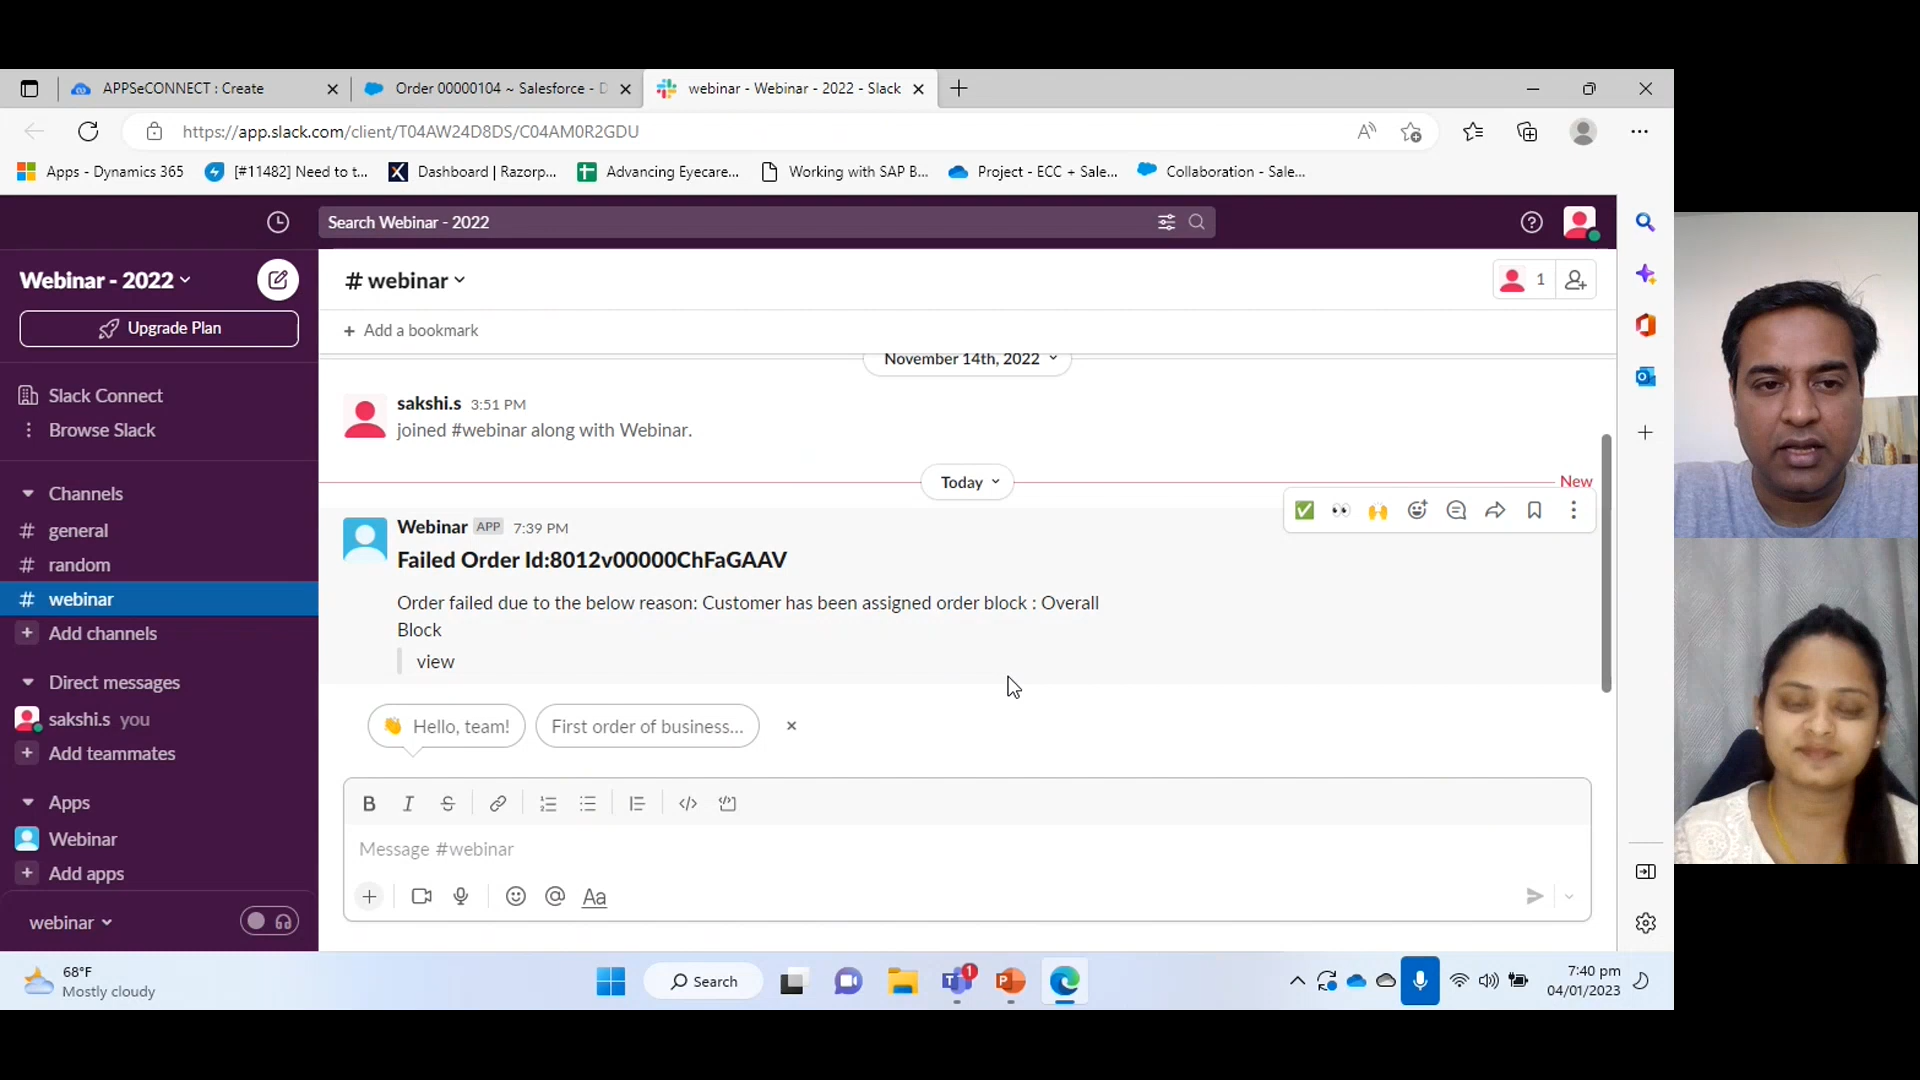 APPSeCONNECT : Create
Order 00000104 ~ Salesforce - D
webinar - Webinar - 2022 - Slack
https://app.slack.com/client/T04AW24D8DS/C04AM0R2GDU
Apps - Dynamics 365
[#11482] Need to t...
Dashboard | Razorp...
Advancing Eyecare...
Working with SAP B...
Project - ECC + Sale...
Collaboration - Sale...
Search Webinar - 2022
Webinar - 2022
Upgrade Plan
Slack Connect
Browse Slack
Channels
# general
# random
# webinar
+ Add channels
Direct messages
sakshi.s you
+ Add teammates
Apps
Webinar
+ Add apps
webinar
# webinar
1
+ Add a bookmark
November 14th, 2022
sakshi.s 3:51 PM
joined #webinar along with Webinar.
Today
New
Webinar APP 7:39 PM
Failed Order Id:8012v00000ChFaGAAV
Order failed due to the below reason: Customer has been assigned order block : Overall
Block
view
Hello, team!
First order of business...
B I S
Message #webinar
Aa
68°F
Mostly cloudy
Search
1
7:40 pm
04/01/2023